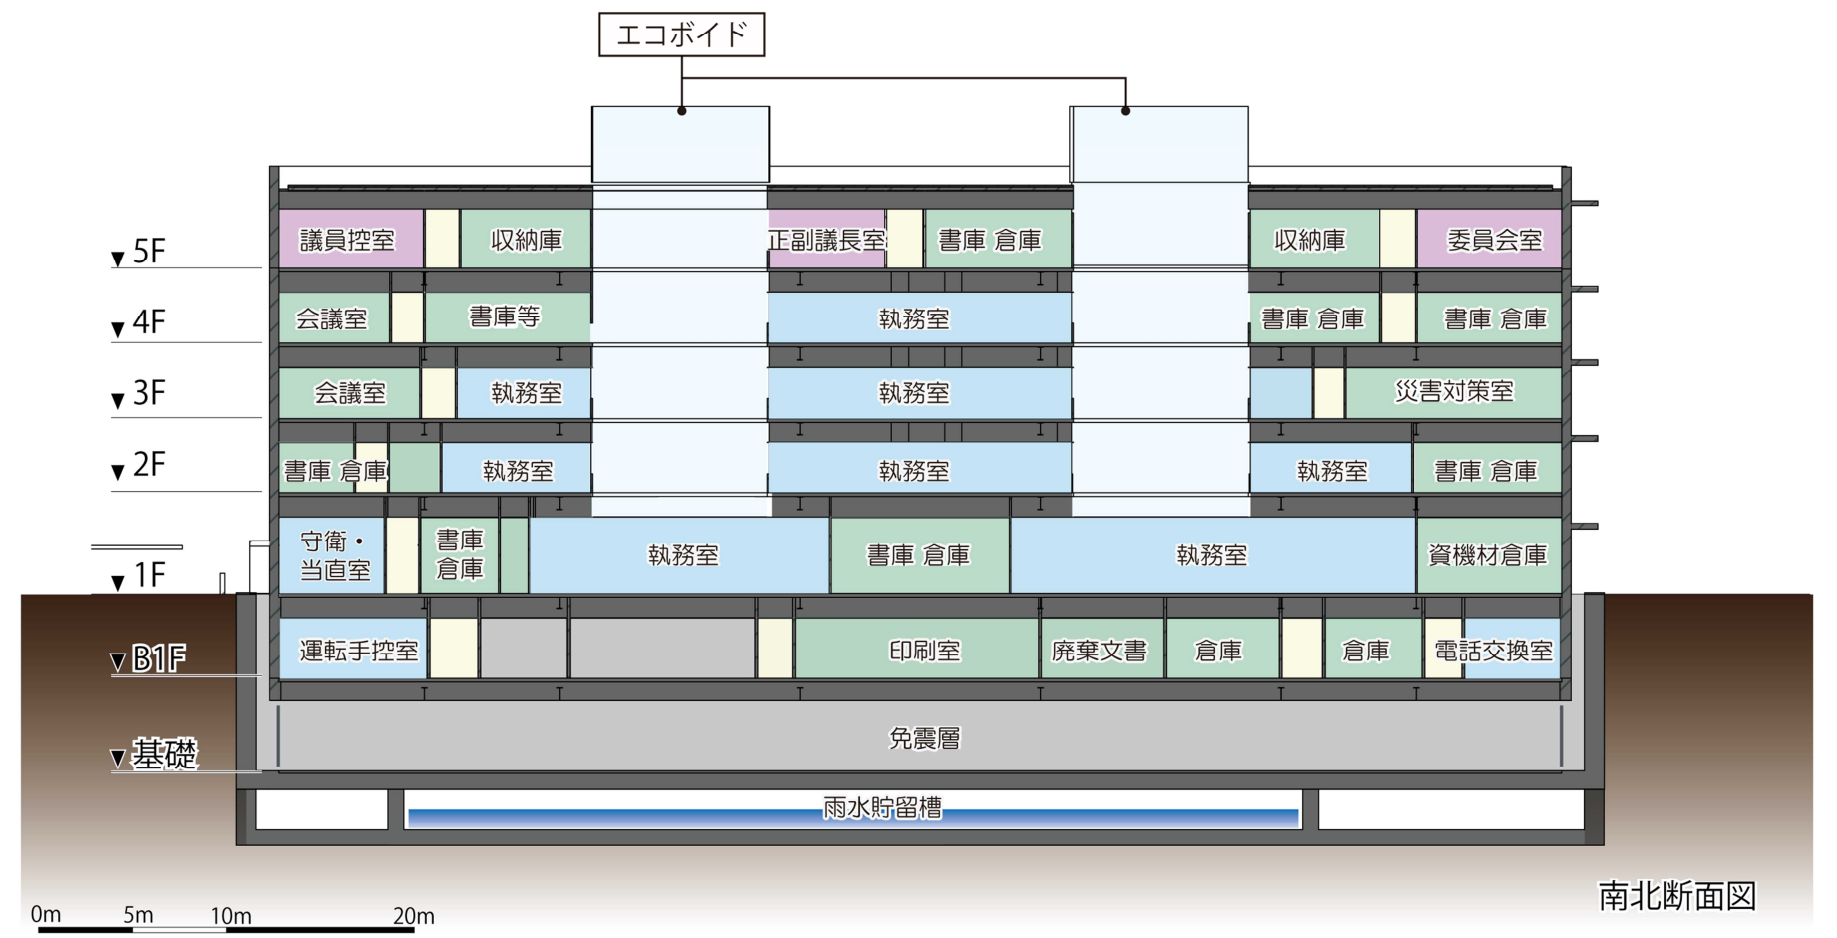 エコボイド
5F
議員控室
収納庫
正副議長室
書庫 倉庫
収納庫
委員会室
4F
会議室
書庫等
執務室
書庫 倉庫
書庫 倉庫
3F
会議室
執務室
執務室
災害対策室
2F
書庫 倉庫
執務室
執務室
執務室
書庫 倉庫
1F
守衛・
当直室
書庫
倉庫
執務室
書庫 倉庫
執務室
資機材倉庫
B1F
運転手控室
印刷室
廃棄文書
倉庫
倉庫
電話交換室
基礎
免震層
雨水貯留槽
南北断面図
0m 5m 10m 20m